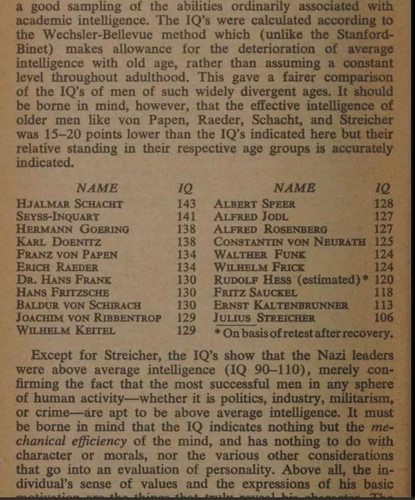 a good sampling of the abilities ordinarily associated with
academic intelligence. The IQ's were calculated according to
the Wechsler-Bellevue method which (unlike the Stanford-
Binet) makes allowance for the deterioration of average
intelligence with old age, rather than assuming a constant
level throughout adulthood. This gave a fairer comparison
of the IQ's of men of such widely divergent ages. It should
be borne in mind, however, that the effective intelligence of
older men like von Papen, Raeder, Schacht, and Streicher
was 15–20 points lower than the IQ's indicated here but their
relative standing in their respective age groups is accurately
indicated.
NAME IQ NAME IQ
HJALMAR SCHACHT 143 ALBERT SPEER 128
SEYSS-INQUART 141 ALFRED JODL 127
HERMANN GOERING 138 ALFRED ROSENBERG 127
KARL DOENITZ 138 CONSTANTIN VON NEURATH 125
FRANZ VON PAPEN 134 WALTHER FUNK 124
ERICH RAEDER 134 WILHELM FRICK 124
DR. HANS FRANK 130 RUDOLF HESS (estimated)* 120
HANS FRITZSCHE 130 FRITZ SAUCKEL 118
BALDUR VON SCHIRACH 130 ERNST KALTENBRUNNER 113
JOACHIM VON RIBBENTROP 129 JULIUS STREICHER 106
WILHELM KEITEL 129 * On basis of retest after recovery.
Except for Streicher, the IQ's show that the Nazi leaders
were above average intelligence (IQ 90–110), merely con-
firming the fact that the most successful men in any sphere
of human activity—whether it is politics, industry, militarism,
or crime—are apt to be above average intelligence. It must
be borne in mind that the IQ indicates nothing but the me-
chanical efficiency of the mind, and has nothing to do with
character or morals, nor the various other considerations
that go into an evaluation of personality. Above all, the in-
dividual's sense of values and the expressions of his basic
motivation are the things that truly reveal his character. The